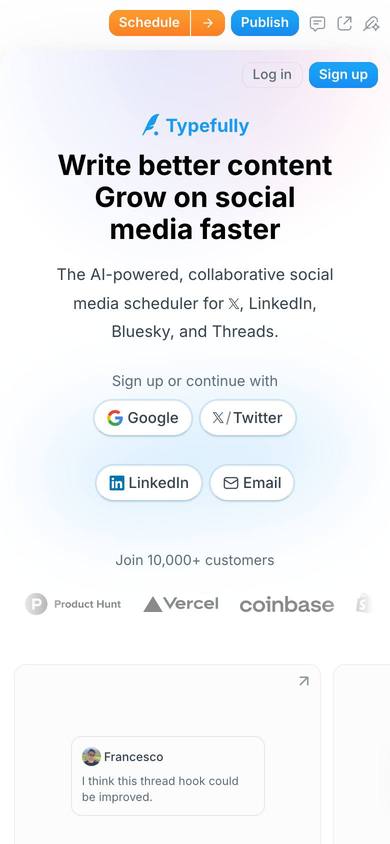 Schedule → Publish
Log in Sign up
Typefully
Write better content
Grow on social
media faster
The AI-powered, collaborative social
media scheduler for 𝕏, LinkedIn,
Bluesky, and Threads.
Sign up or continue with
Google 𝕏/Twitter
LinkedIn Email
Join 10,000+ customers
Product Hunt Vercel coinbase
Francesco
I think this thread hook could
be improved.